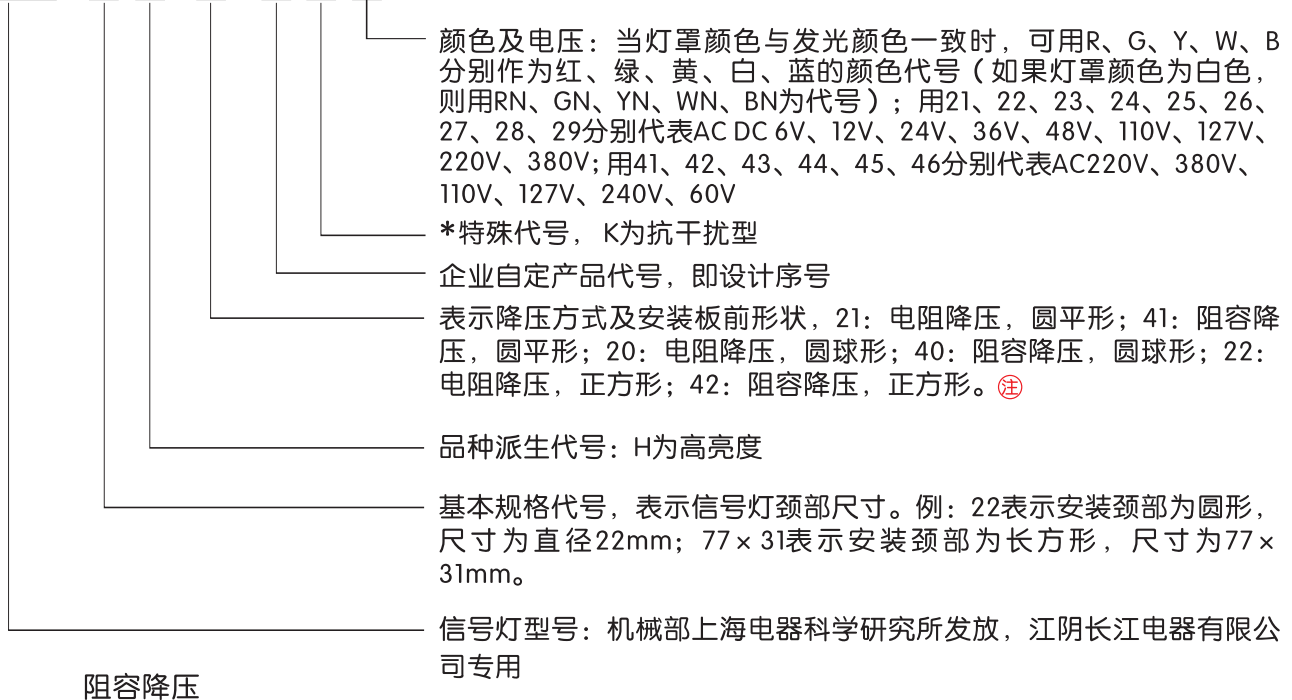 颜色及电压：当灯罩颜色与发光颜色一致时，可用R、G、Y、W、B
分别作为红、绿、黄、白、蓝的颜色代号（如果灯罩颜色为白色，
则用RN、GN、YN、WN、BN为代号）；用21、22、23、24、25、26、
27、28、29分别代表AC DC 6V、12V、24V、36V、48V、110V、127V、
220V、380V；用41、42、43、44、45、46分别代表AC220V、380V、
110V、127V、240V、60V
*特殊代号， K为抗干扰型
企业自定产品代号，即设计序号
表示降压方式及安装板前形状，21：电阻降压，圆平形；41：阻容降
压，圆平形；20：电阻降压，圆球形；40：阻容降压，圆球形；22：
电阻降压，正方形；42：阻容降压，正方形。注
品种派生代号：H为高亮度
基本规格代号，表示信号灯颈部尺寸。例：22表示安装颈部为圆形，
尺寸为直径22mm；77×31表示安装颈部为长方形，尺寸为77×
31mm。
信号灯型号：机械部上海电器科学研究所发放，江阴长江电器有限公
司专用
阻容降压